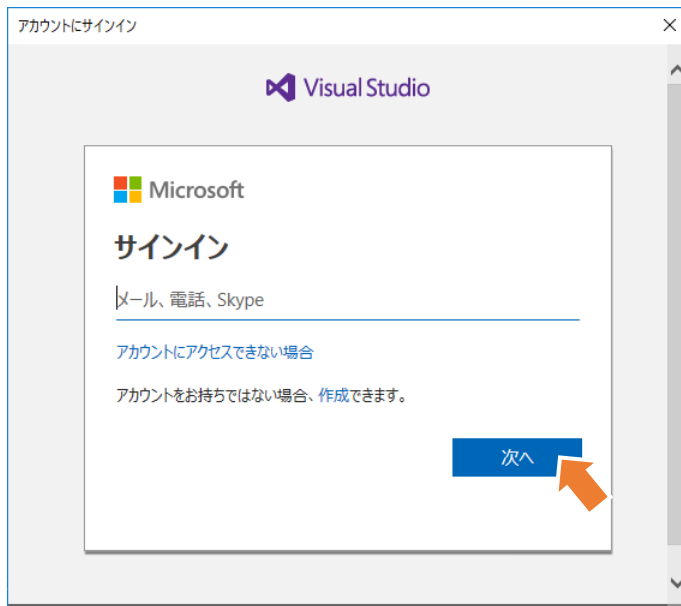 アカウントにサインイン
Visual Studio
Microsoft
サインイン
メール、電話、Skype
アカウントにアクセスできない場合
アカウントをお持ちではない場合、作成できます。
次へ